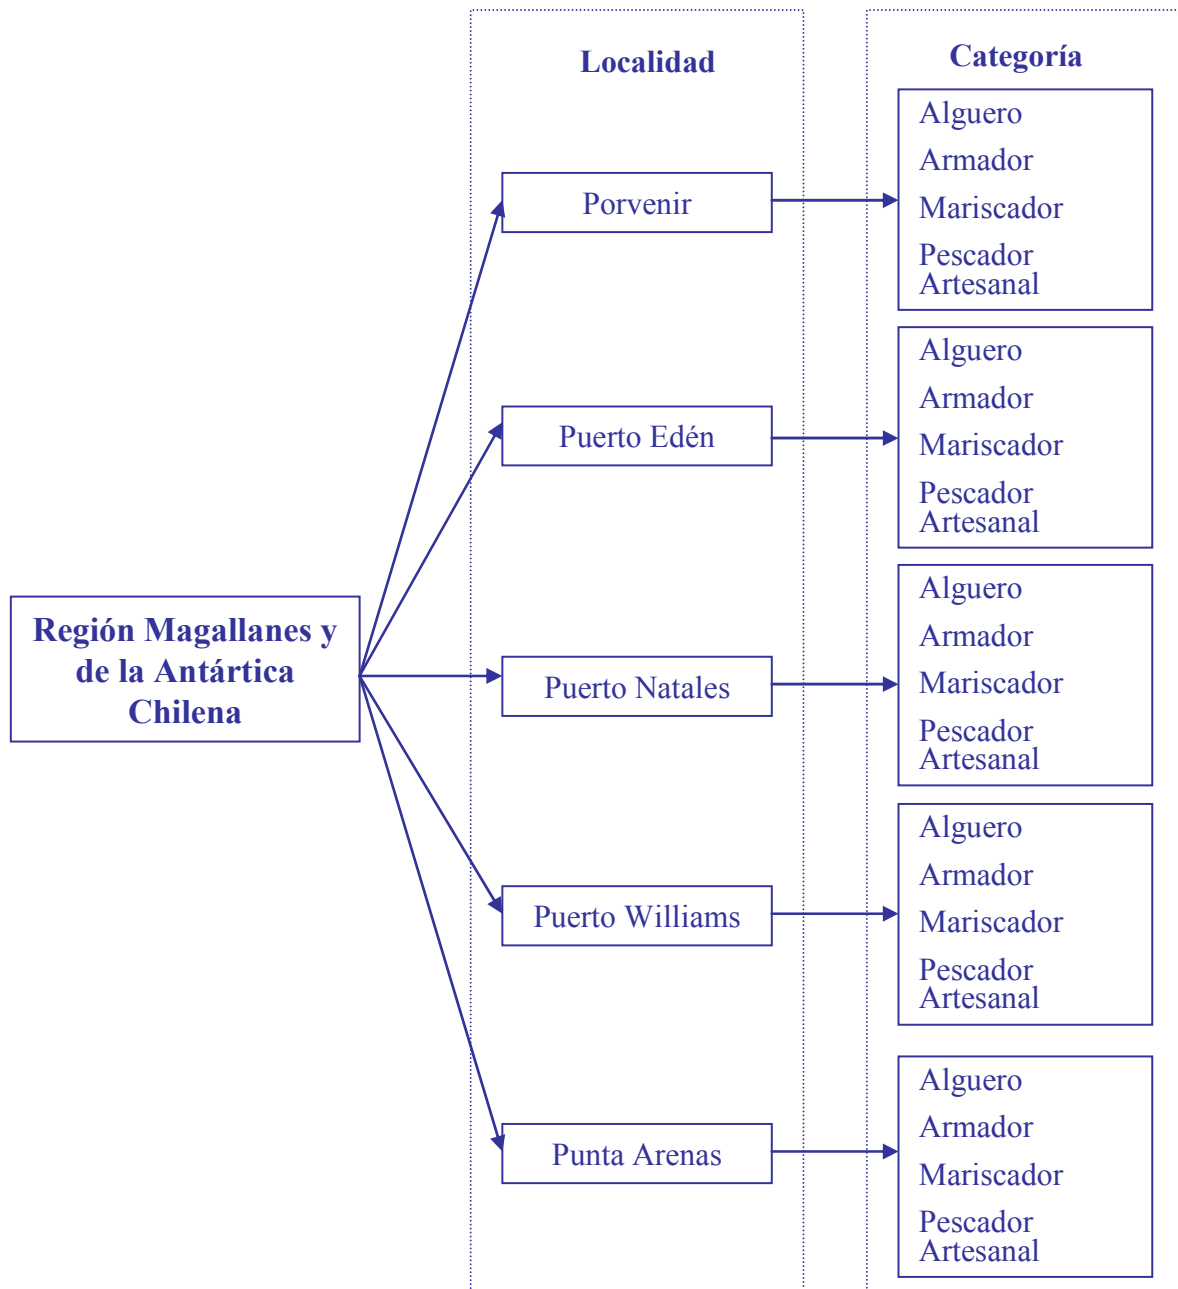 Localidad
Categoría
Región Magallanes y
de la Antártica
Chilena
Porvenir
Alguero
Armador
Mariscador
Pescador
Artesanal
Puerto Edén
Alguero
Armador
Mariscador
Pescador
Artesanal
Puerto Natales
Alguero
Armador
Mariscador
Pescador
Artesanal
Puerto Williams
Alguero
Armador
Mariscador
Pescador
Artesanal
Punta Arenas
Alguero
Armador
Mariscador
Pescador
Artesanal